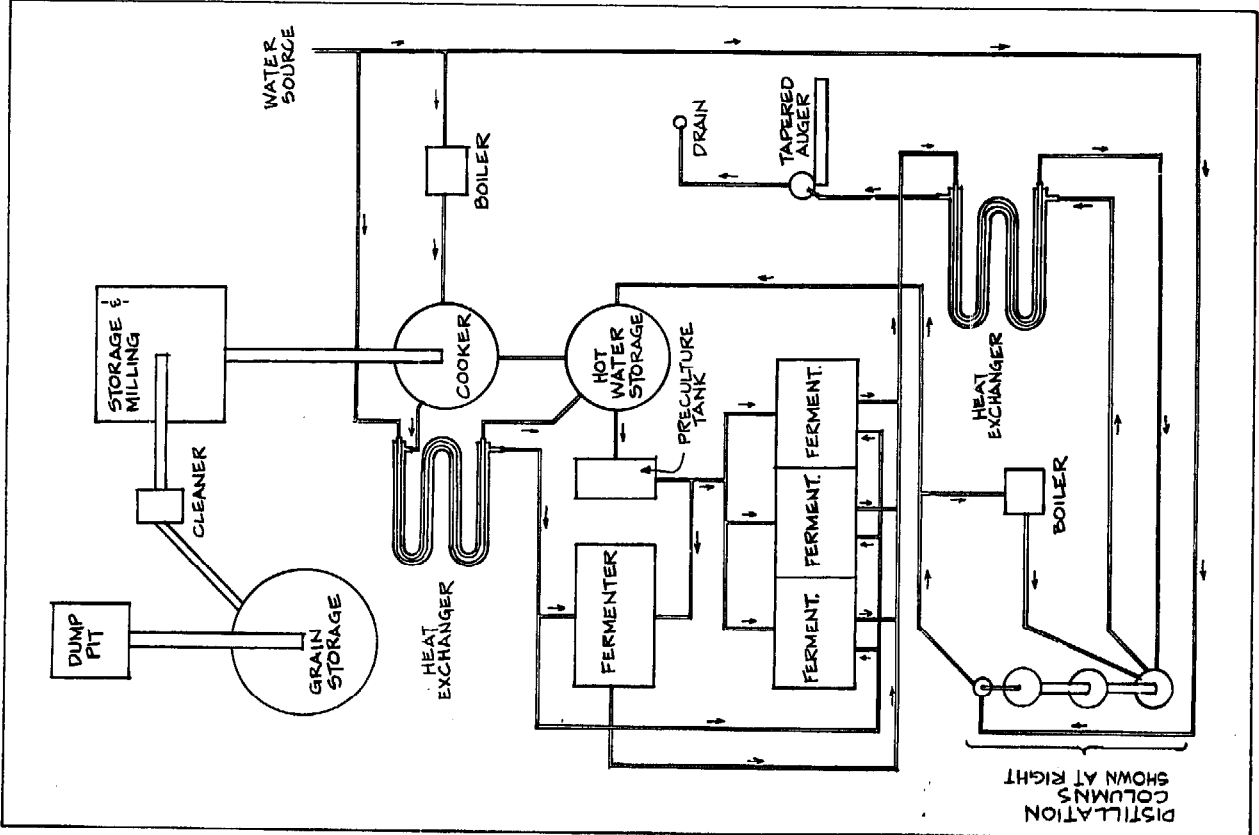 WATER
SOURCE
BOILER
DRAIN
TAPERED
AUGER
STORAGE &
MILLING
COOKER
HOT
WATER
STORAGE
PRECULTURE
TANK
CLEANER
HEAT
EXCHANGER
DUMP
PIT
GRAIN
STORAGE
FERMENTER
FERMENT.
FERMENT.
FERMENT.
HEAT
EXCHANGER
BOILER
DISTILLATION
COLUMNS
SHOWN AT RIGHT